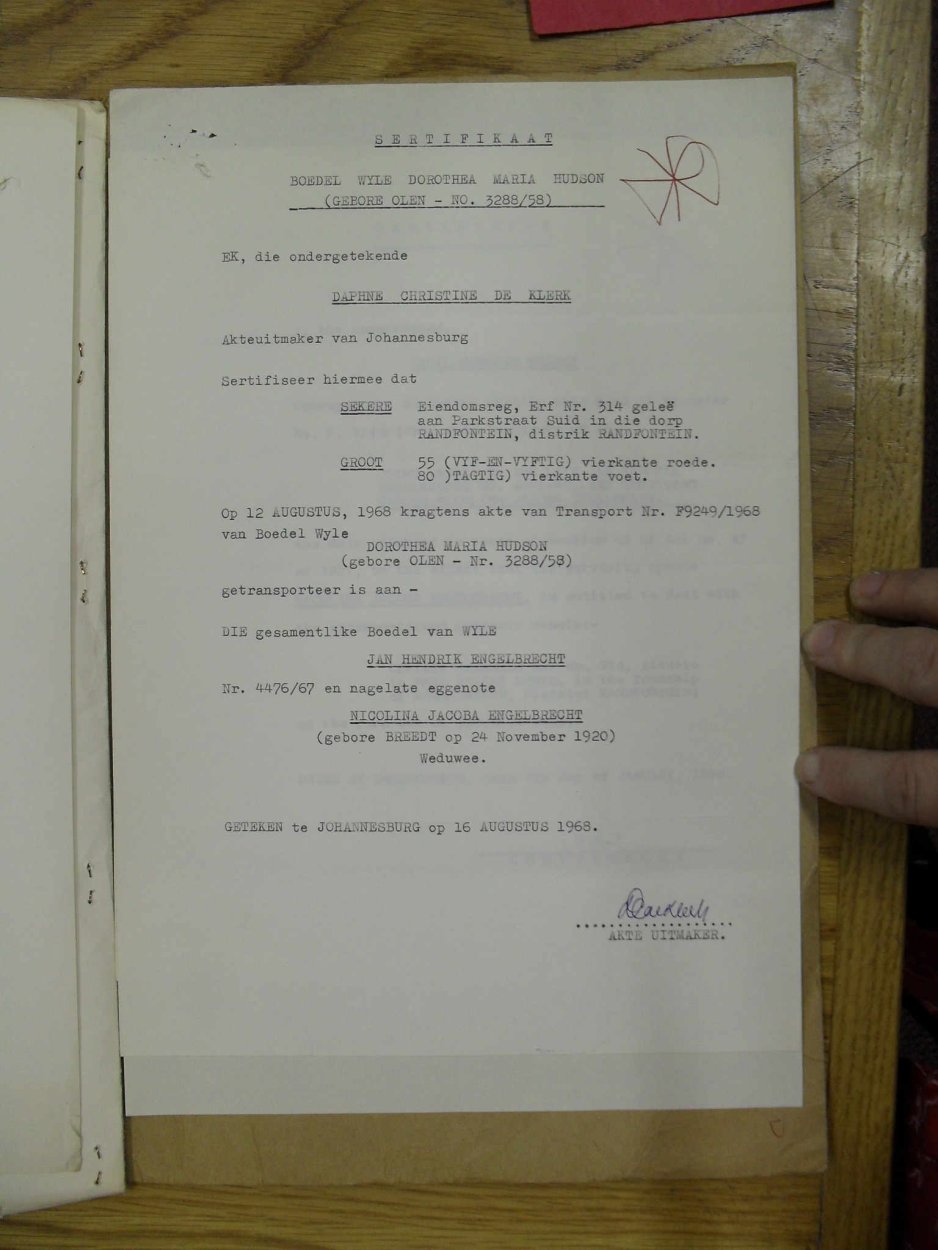 S E R T I F I K A A T
BOEDEL WYLE DOROTHEA MARIA HUDSON
(GEBORE OLEN - NO. 3288/58)
EK, die ondergetekende
DAPHNE CHRISTINE DE KLERK
Akteuitmaker van Johannesburg
Sertifiseer hiermee dat
SEKERE Eiendomsreg, Erf Nr. 314 geleë
aan Parkstraat Suid in die dorp
RANDFONTEIN, distrik RANDFONTEIN.
GROOT 55 (VYF-EN-VYFTIG) vierkante roede.
80 )TAGTIG) vierkante voet.
Op 12 AUGUSTUS, 1968 kragtens akte van Transport Nr. F9249/1968
van Boedel Wyle
DOROTHEA MARIA HUDSON
(gebore OLEN - Nr. 3288/58)
getransporteer is aan -
DIE gesamentlike Boedel van WYLE
JAN HENDRIK ENGELBRECHT
Nr. 4476/67 en nagelate eggenote
NICOLINA JACOBA ENGELBRECHT
(gebore BREEDT op 24 November 1920)
Weduwee.
GETEKEN te JOHANNESBURG op 16 AUGUSTUS 1968.
AKTE UITMAKER.